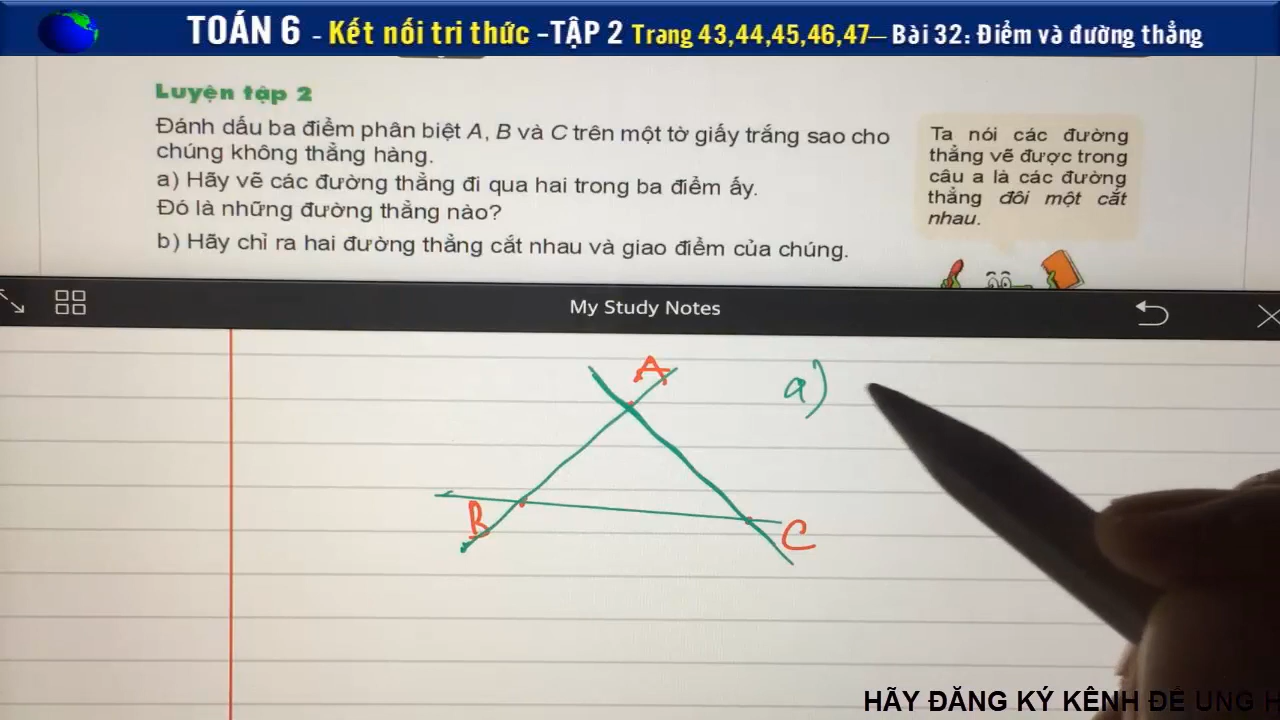 TOÁN 6 - Kết nối tri thức -TẬP 2 Trang 43,44,45,46,47– Bài 32: Điểm và đường thẳng
Luyện tập 2
Đánh dấu ba điểm phân biệt A, B và C trên một tờ giấy trắng sao cho
chúng không thẳng hàng.
a) Hãy vẽ các đường thẳng đi qua hai trong ba điểm ấy.
Đó là những đường thẳng nào?
b) Hãy chỉ ra hai đường thẳng cắt nhau và giao điểm của chúng.
Ta nói các đường
thẳng vẽ được trong
câu a là các đường
thẳng đôi một cắt
nhau.
My Study Notes
A
a)
B
C
HÃY ĐĂNG KÝ KÊNH ĐỂ UNG H